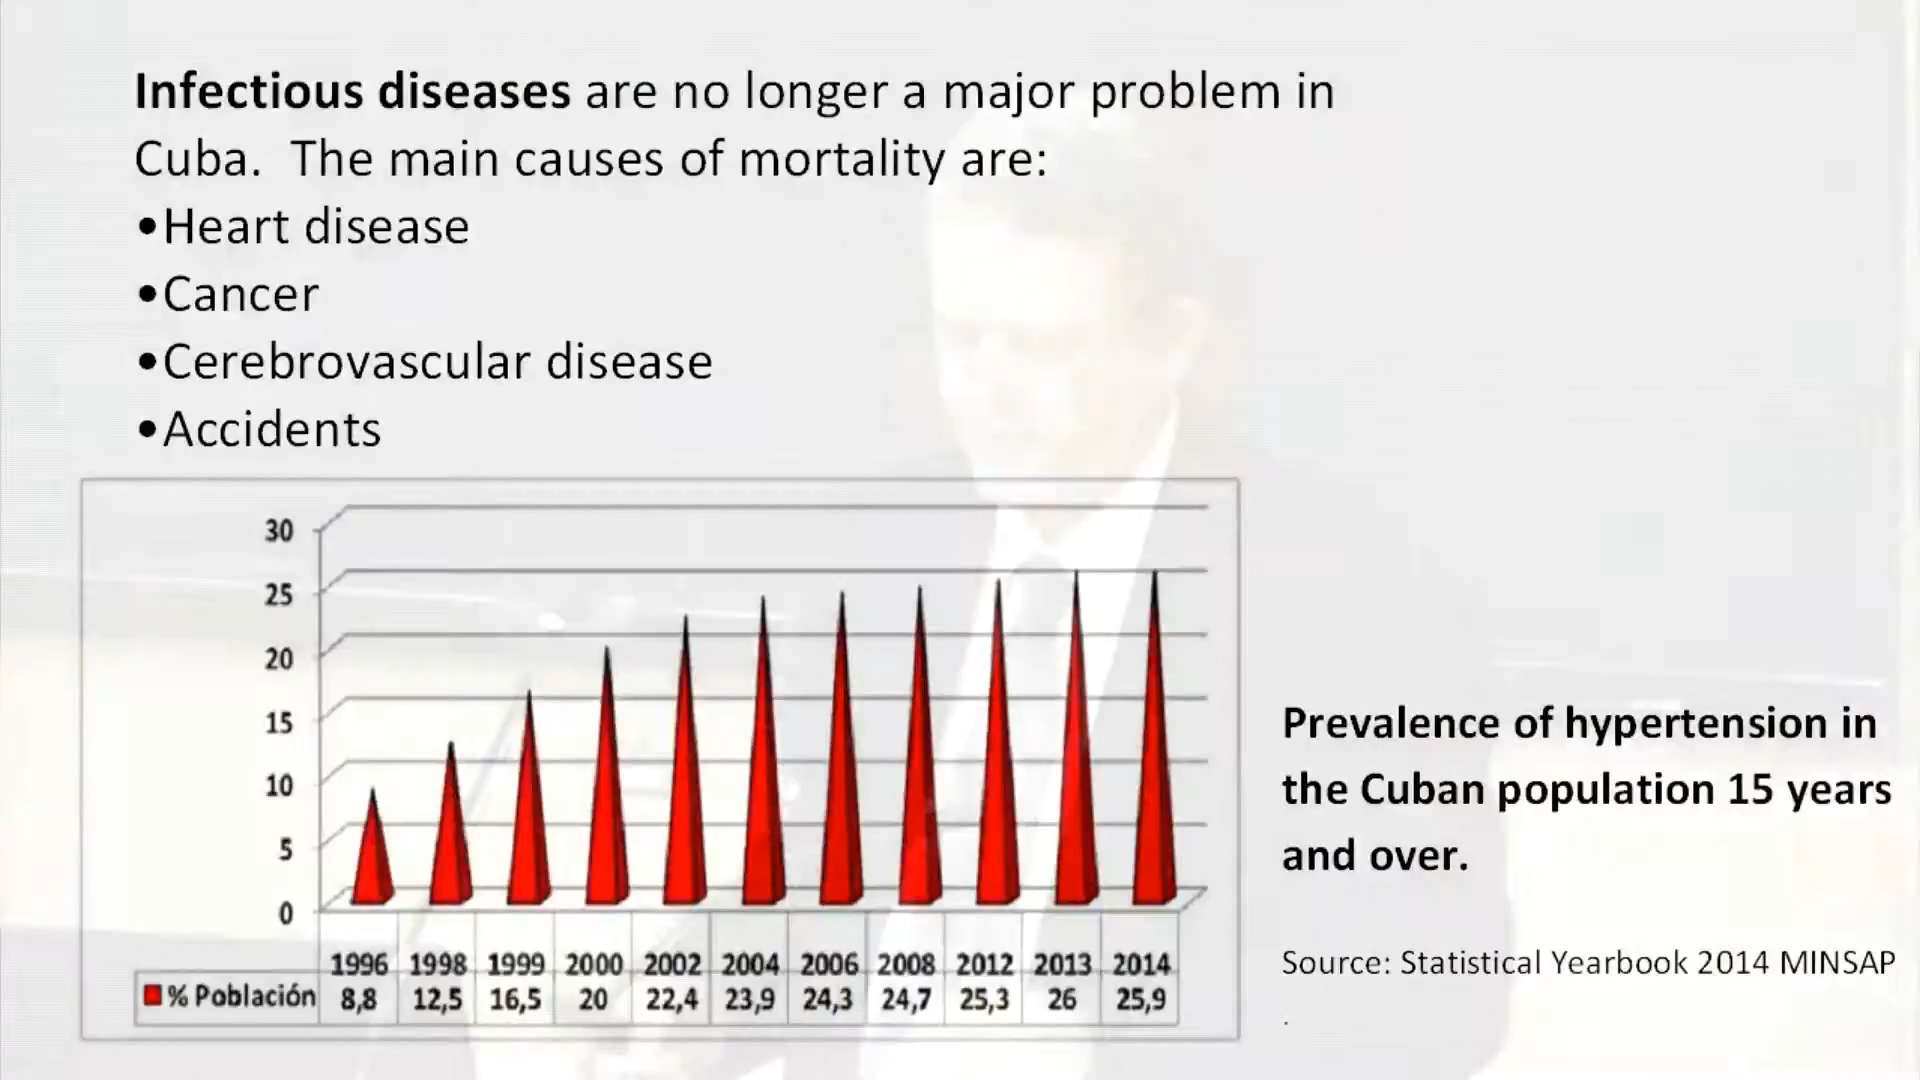 Infectious diseases are no longer a major problem in
Cuba. The main causes of mortality are:
•Heart disease
•Cancer
•Cerebrovascular disease
•Accidents
30
25
20
15
10
5
0
1996 1998 1999 2000 2002 2004 2006 2008 2012 2013 2014
% Población 8,8 12,5 16,5 20 22,4 23,9 24,3 24,7 25,3 26 25,9
Prevalence of hypertension in
the Cuban population 15 years
and over.
Source: Statistical Yearbook 2014 MINSAP
.